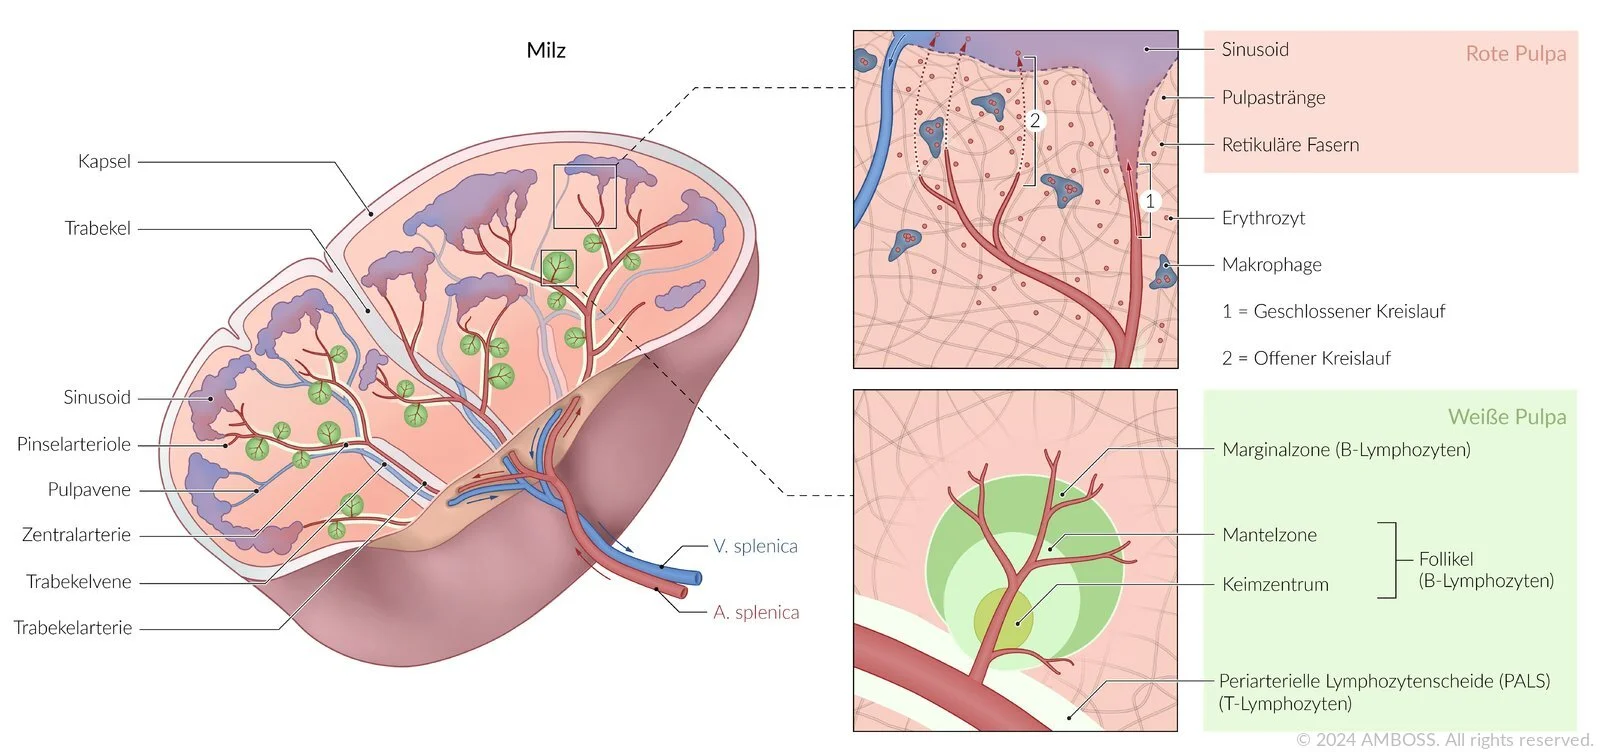 Milz
Kapsel
Trabekel
Sinusoid
Pinselarteriole
Pulpavene
Zentralarterie
Trabekelvene
Trabekelarterie
V. splenica
A. splenica
2
1
Rote Pulpa
Sinusoid
Pulpastränge
Retikuläre Fasern
Erythrozyt
Makrophage
1 = Geschlossener Kreislauf
2 = Offener Kreislauf
Weiße Pulpa
Marginalzone (B-Lymphozyten)
Mantelzone
Keimzentrum
Follikel
(B-Lymphozyten)
Periarterielle Lymphozytenscheide (PALS)
(T-Lymphozyten)
© 2024 AMBOSS. All rights reserved.